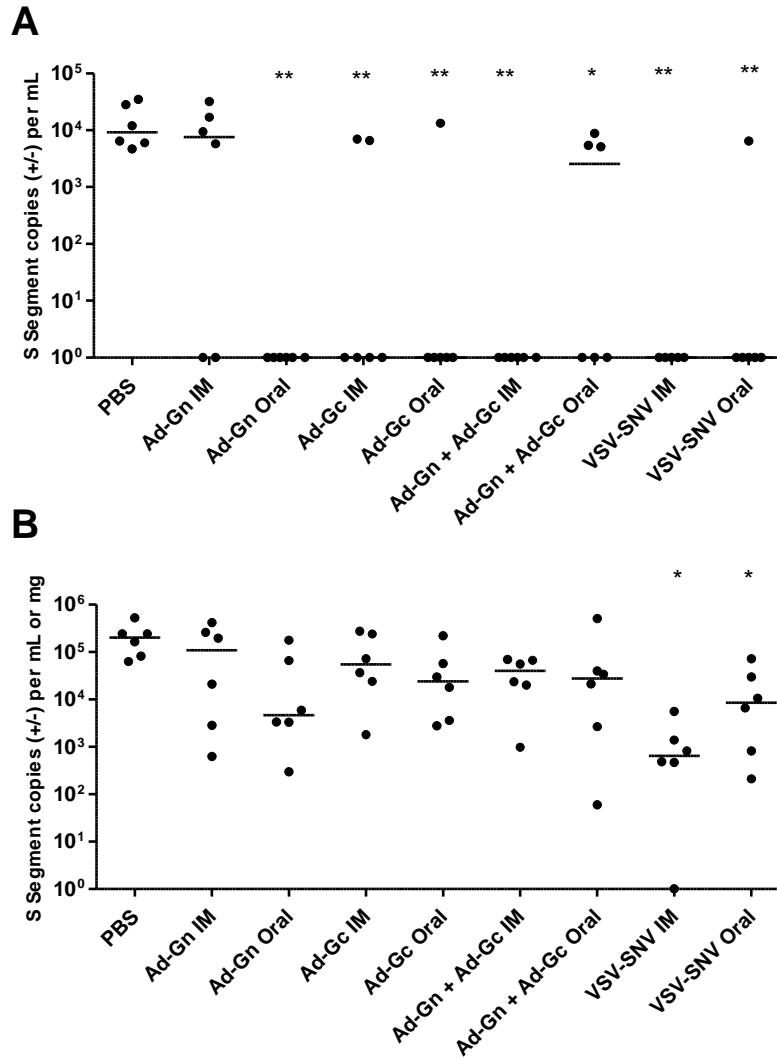 A
** ** ** ** * ** **
S Segment copies (+/-) per mL
10⁵
10⁴
10³
10²
10¹
10⁰
PBS
Ad-Gn IM
Ad-Gn Oral
Ad-Gc IM
Ad-Gc Oral
Ad-Gn + Ad-Gc IM
Ad-Gn + Ad-Gc Oral
VSV-SNV IM
VSV-SNV Oral
B
* *
S Segment copies (+/-) per mL or mg
10⁶
10⁵
10⁴
10³
10²
10¹
10⁰
PBS
Ad-Gn IM
Ad-Gn Oral
Ad-Gc IM
Ad-Gc Oral
Ad-Gn + Ad-Gc IM
Ad-Gn + Ad-Gc Oral
VSV-SNV IM
VSV-SNV Oral